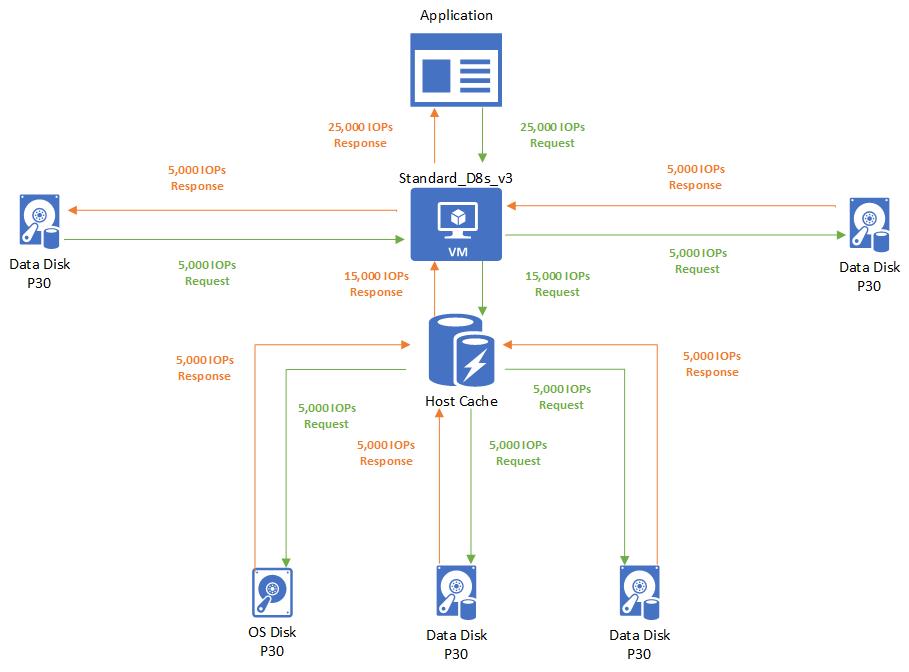 Application
25,000 IOPs
Response
25,000 IOPs
Request
Standard_D8s_v3
VM
5,000 IOPs
Response
5,000 IOPs
Response
Data Disk
P30
5,000 IOPs
Request
5,000 IOPs
Request
Data Disk
P30
15,000 IOPs
Response
15,000 IOPs
Request
Host Cache
5,000 IOPs
Response
5,000 IOPs
Request
5,000 IOPs
Response
5,000 IOPs
Request
5,000 IOPs
Request
5,000 IOPs
Response
OS Disk
P30
Data Disk
P30
Data Disk
P30